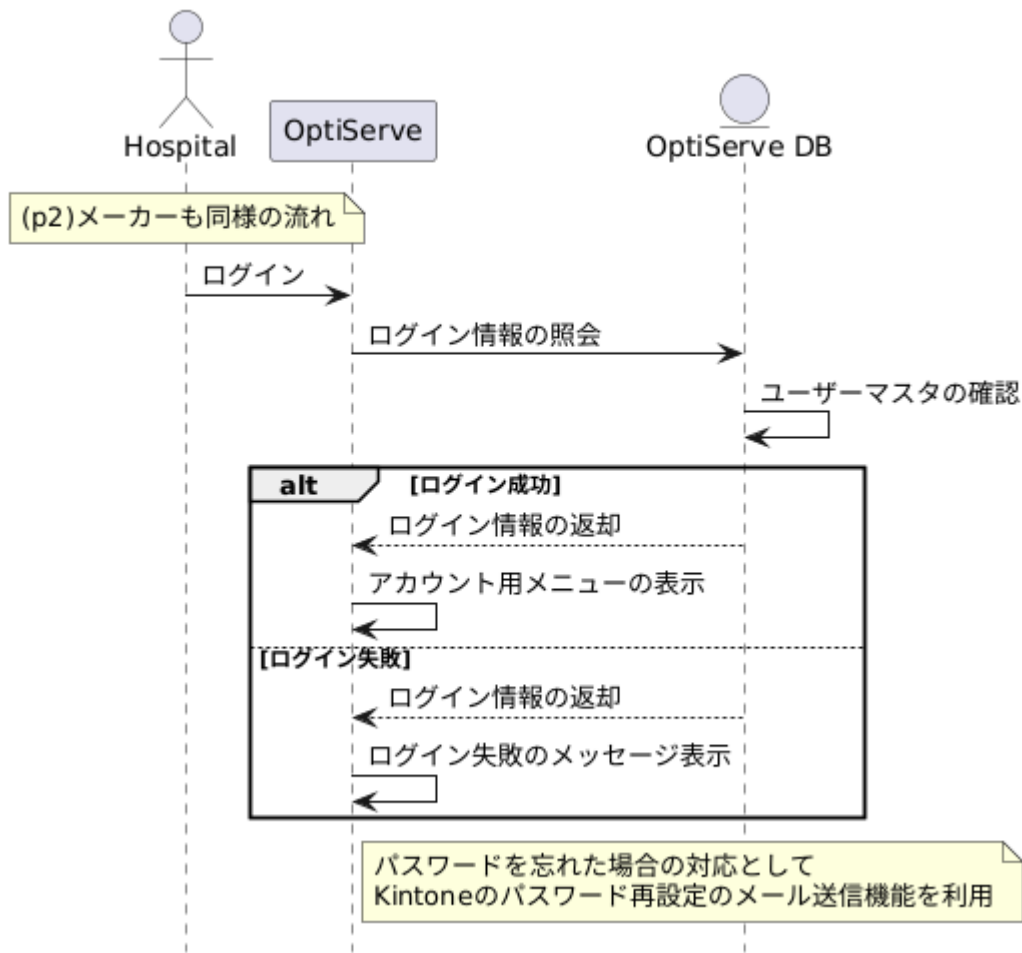 Hospital
OptiServe
OptiServe DB
(p2)メーカーも同様の流れ
ログイン
ログイン情報の照会
ユーザーマスタの確認
alt
[ログイン成功]
ログイン情報の返却
アカウント用メニューの表示
[ログイン失敗]
ログイン情報の返却
ログイン失敗のメッセージ表示
パスワードを忘れた場合の対応として
Kintoneのパスワード再設定のメール送信機能を利用